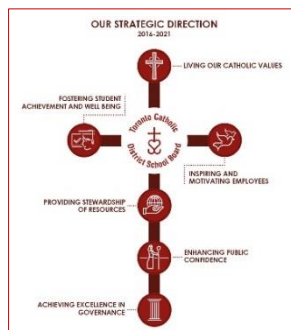 OUR STRATEGIC DIRECTION
2016-2021
LIVING OUR CATHOLIC VALUES
FOSTERING STUDENT
ACHIEVEMENT AND WELL BEING
Toronto Catholic
District School Board
INSPIRING AND
MOTIVATING EMPLOYEES
PROVIDING STEWARDSHIP
OF RESOURCES
ENHANCING PUBLIC
CONFIDENCE
ACHIEVING EXCELLENCE IN
GOVERNANCE